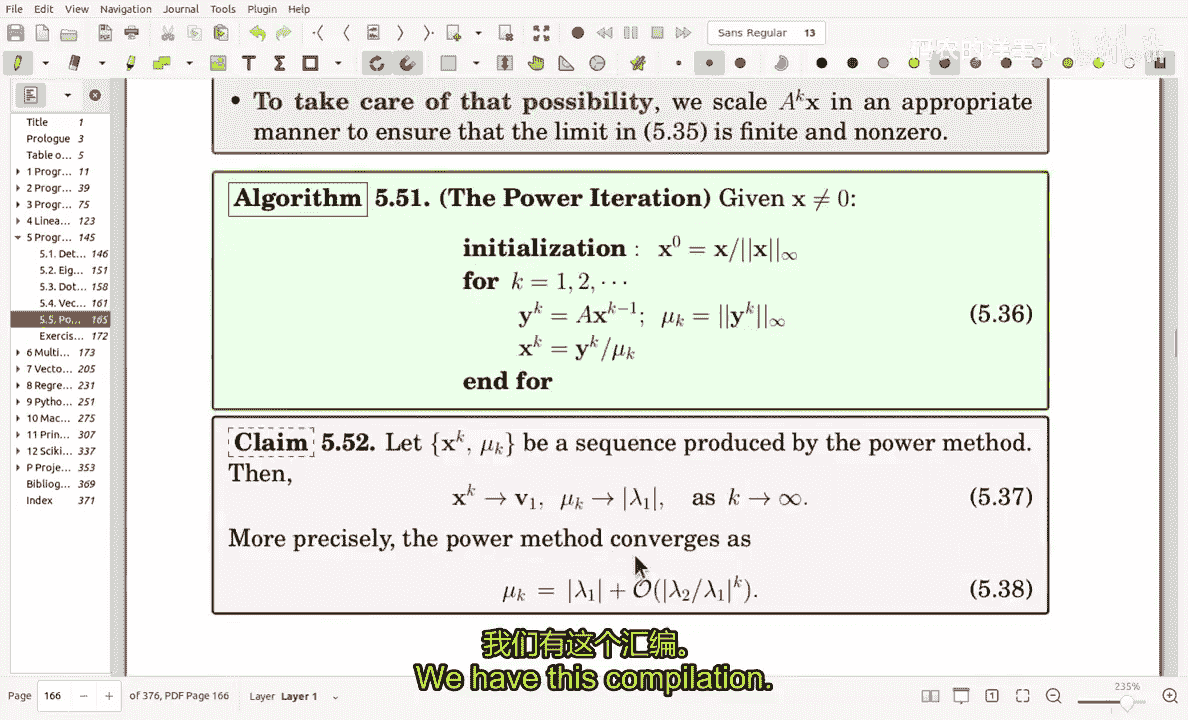 File Edit View Navigation Journal Tools Plugin Help
Sans Regular 13
Title 1
Prologue 3
Table o... 5
1 Progr... 11
2 Progr... 39
3 Progr... 75
4 Linea... 123
5 Progr... 145
5.1. Det... 146
5.2. Eig... 151
5.3. Dot... 158
5.4. Vec... 161
5.5. Po... 165
Exercis... 172
6 Multi... 173
7 Vecto... 205
8 Regre... 231
9 Pytho... 251
10 Mac... 275
11 Prin... 307
12 Sciki... 337
P Proje... 353
Bibliog... 369
Index 371
• To take care of that possibility, we scale A^k x in an appropriate
manner to ensure that the limit in (5.35) is finite and nonzero.
Algorithm 5.51. (The Power Iteration) Given x ≠ 0:
initialization : x^0 = x/||x||_∞
for k = 1, 2, ···
y^k = Ax^{k−1}; μ_k = ||y^k||_∞ (5.36)
x^k = y^k/μ_k
end for
Claim 5.52. Let {x^k, μ_k} be a sequence produced by the power method.
Then,
x^k → v_1, μ_k → |λ_1|, as k → ∞. (5.37)
More precisely, the power method converges as
μ_k = |λ_1| + O(|λ_2/λ_1|^k). (5.38)
我们有这个汇编。
We have this compilation.
Page 166 of 376, PDF Page 166 Layer Layer 1 235%